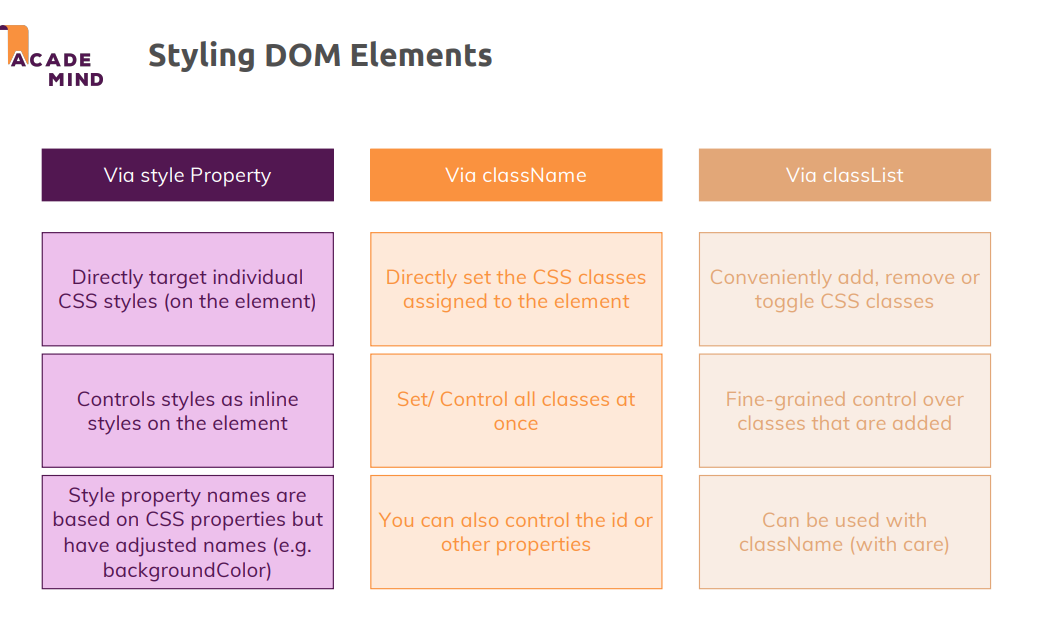 ACADE
MIND
Styling DOM Elements
Via style Property
Via className
Via classList
Directly target individual
CSS styles (on the element)
Directly set the CSS classes
assigned to the element
Conveniently add, remove or
toggle CSS classes
Controls styles as inline
styles on the element
Set/ Control all classes at
once
Fine-grained control over
classes that are added
Style property names are
based on CSS properties but
have adjusted names (e.g.
backgroundColor)
You can also control the id or
other properties
Can be used with
className (with care)